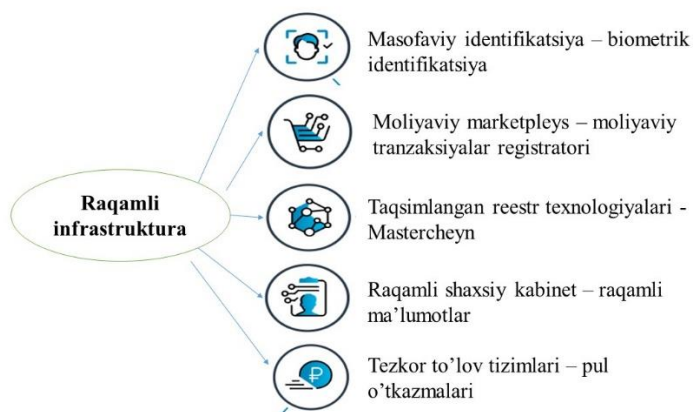 Masofaviy identifikatsiya – biometrik
identifikatsiya
Moliyaviy marketpleys – moliyaviy
tranzaksiyalar registratori
Raqamli
infrastruktura
Taqsimlangan reestr texnologiyalari -
Mastercheyn
Raqamli shaxsiy kabinet – raqamli
ma’lumotlar
Tezkor to’lov tizimlari – pul
o’tkazmalari
₽